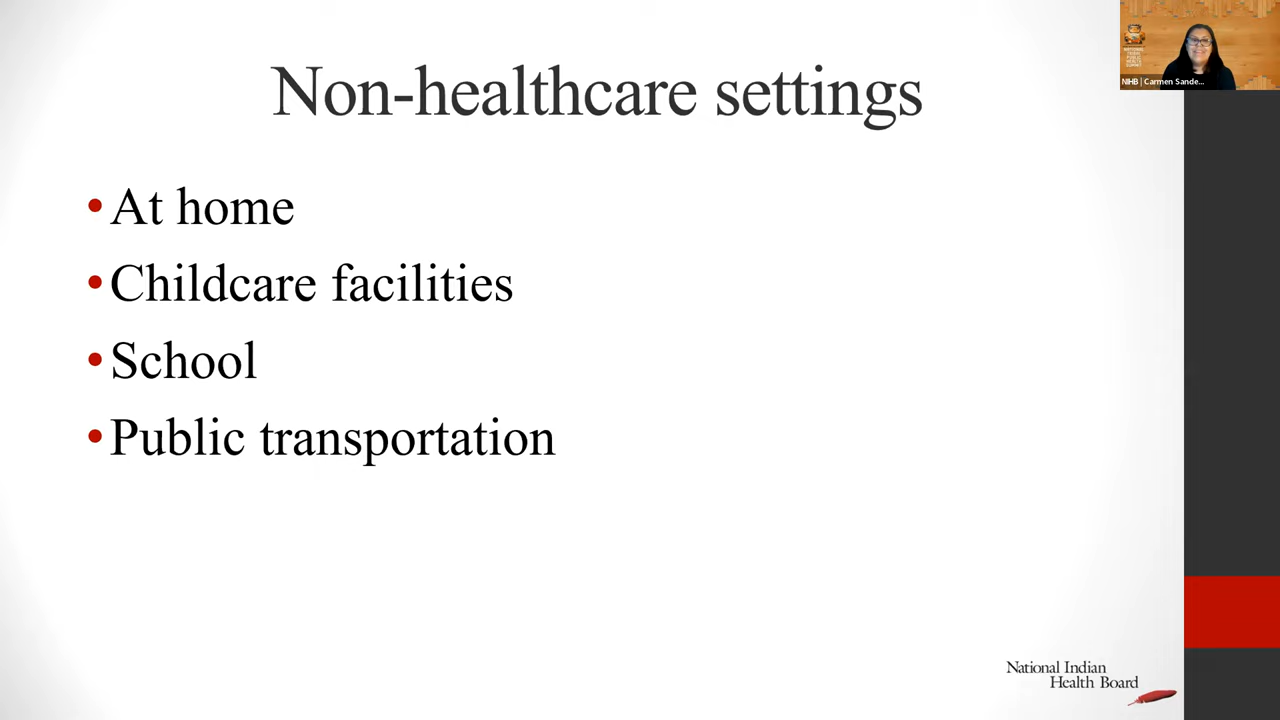 Non-healthcare settings
•At home
•Childcare facilities
•School
•Public transportation
NIHB | Carmen Sande...
National Indian
Health Board